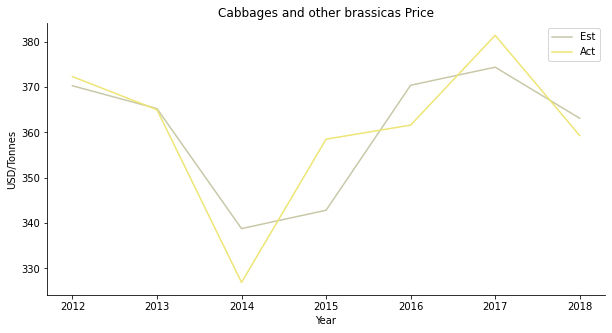 Cabbages and other brassicas Price
Est
Act
380
370
360
350
340
330
USD/Tonnes
2012 2013 2014 2015 2016 2017 2018
Year